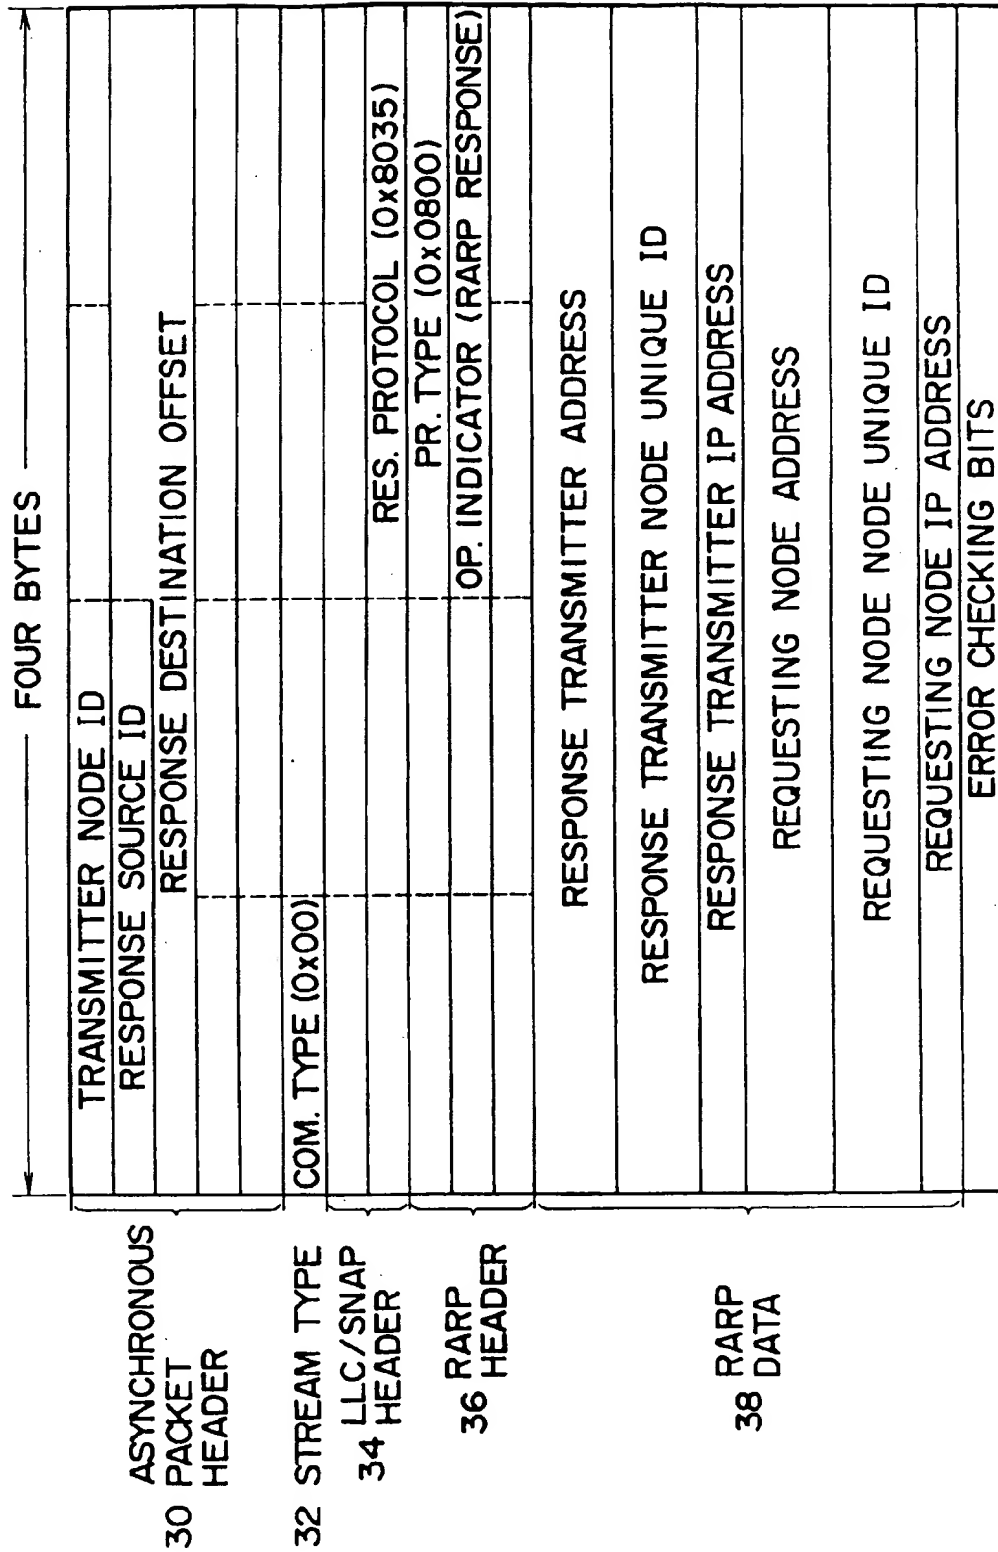 FOUR BYTES
ASYNCHRONOUS
30 PACKET
HEADER
TRANSMITTER NODE ID
RESPONSE SOURCE ID
RESPONSE DESTINATION OFFSET
32 STREAM TYPE
COM. TYPE (0x00)
34 LLC/SNAP
HEADER
RES. PROTOCOL (0x8035)
36 RARP
HEADER
PR. TYPE (0x0800)
OP. INDICATOR (RARP RESPONSE)
38 RARP
DATA
RESPONSE TRANSMITTER ADDRESS
RESPONSE TRANSMITTER NODE UNIQUE ID
RESPONSE TRANSMITTER IP ADDRESS
REQUESTING NODE ADDRESS
REQUESTING NODE NODE UNIQUE ID
REQUESTING NODE IP ADDRESS
ERROR CHECKING BITS